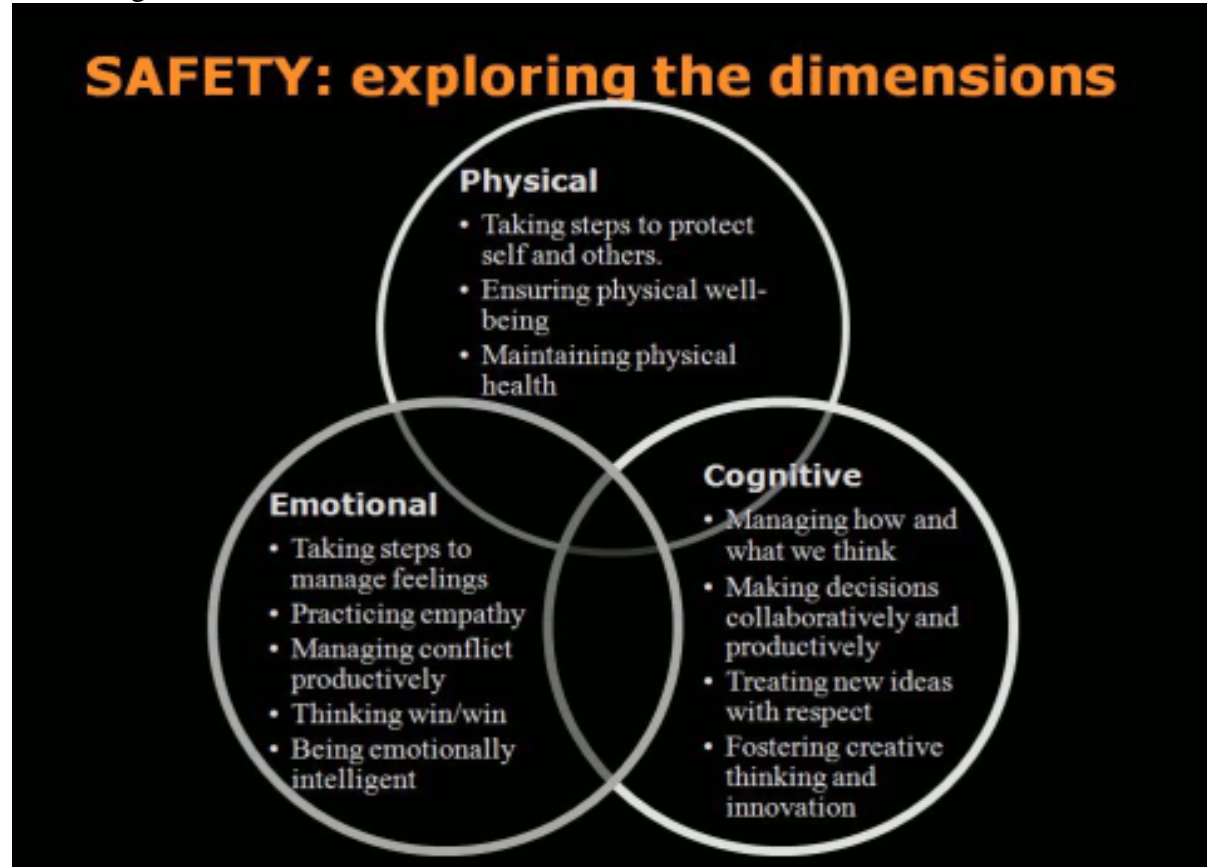 SAFETY: exploring the dimensions
Physical
• Taking steps to protect
self and others.
• Ensuring physical well-
being
• Maintaining physical
health
Emotional
• Taking steps to
manage feelings
• Practicing empathy
• Managing conflict
productively
• Thinking win/win
• Being emotionally
intelligent
Cognitive
• Managing how and
what we think
• Making decisions
collaboratively and
productively
• Treating new ideas
with respect
• Fostering creative
thinking and
innovation